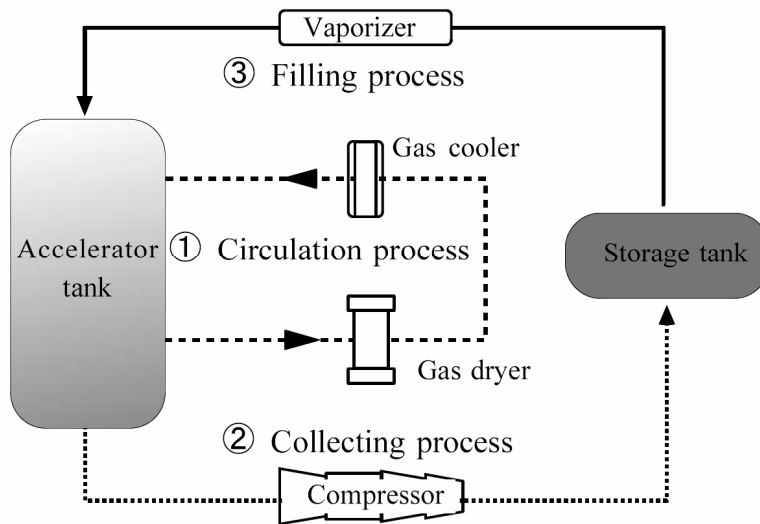 Vaporizer
③ Filling process
Gas cooler
Accelerator
tank
① Circulation process
Storage tank
Gas dryer
② Collecting process
Compressor